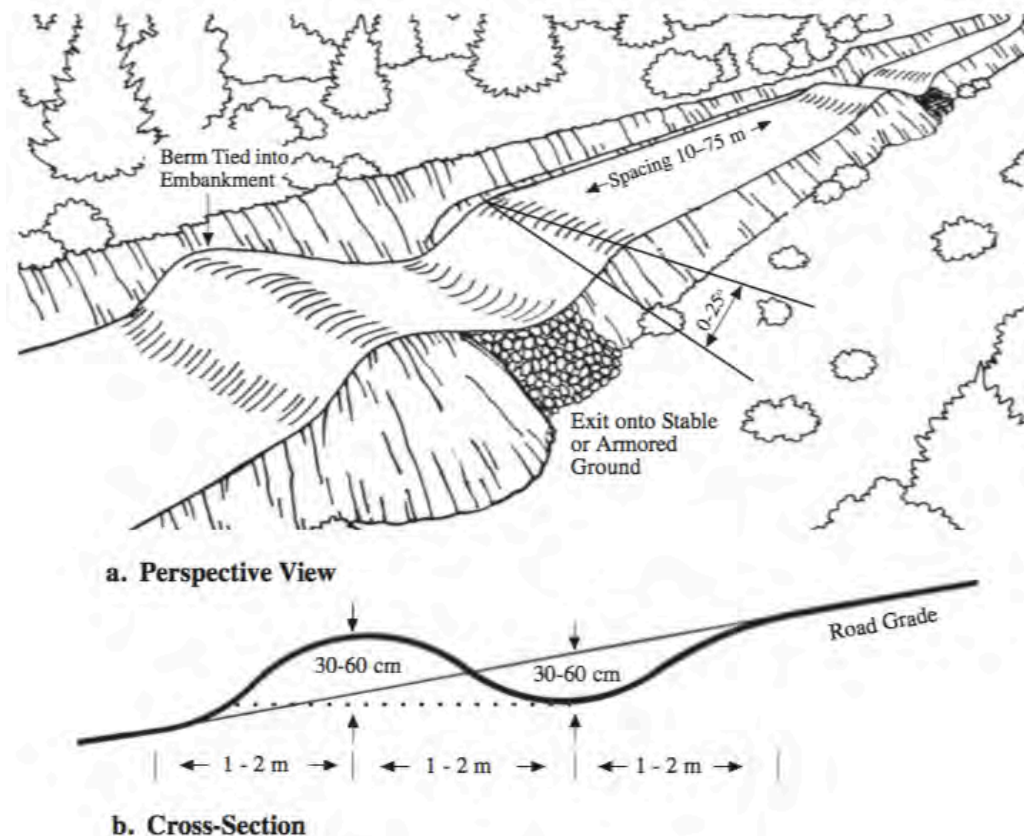 Berm Tied into
Embankment
Spacing 10–75 m
0-25°
Exit onto Stable
or Armored
Ground
a. Perspective View
Road Grade
30-60 cm
30-60 cm
1 - 2 m
1 - 2 m
1 - 2 m
b. Cross-Section